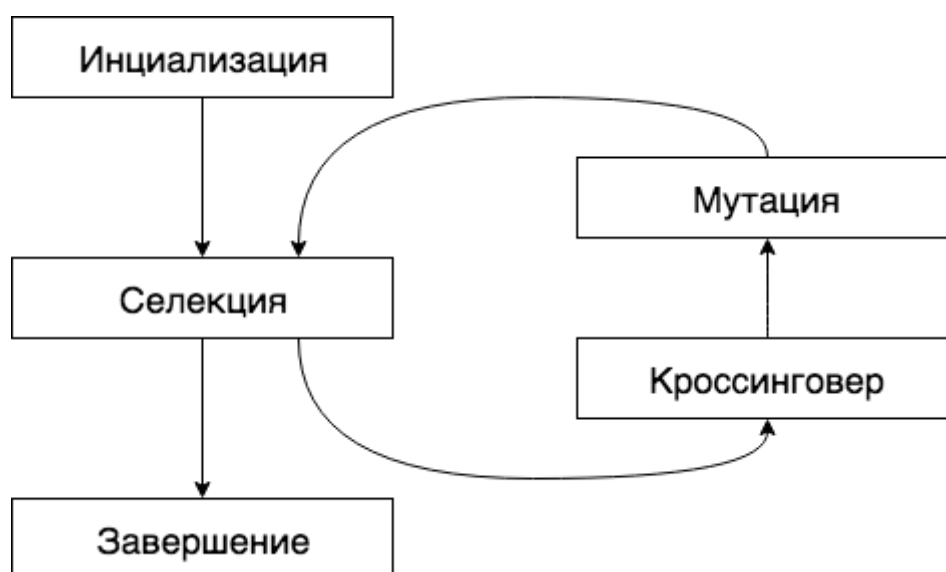 Инциализация
Мутация
Селекция
Кроссинговер
Завершение